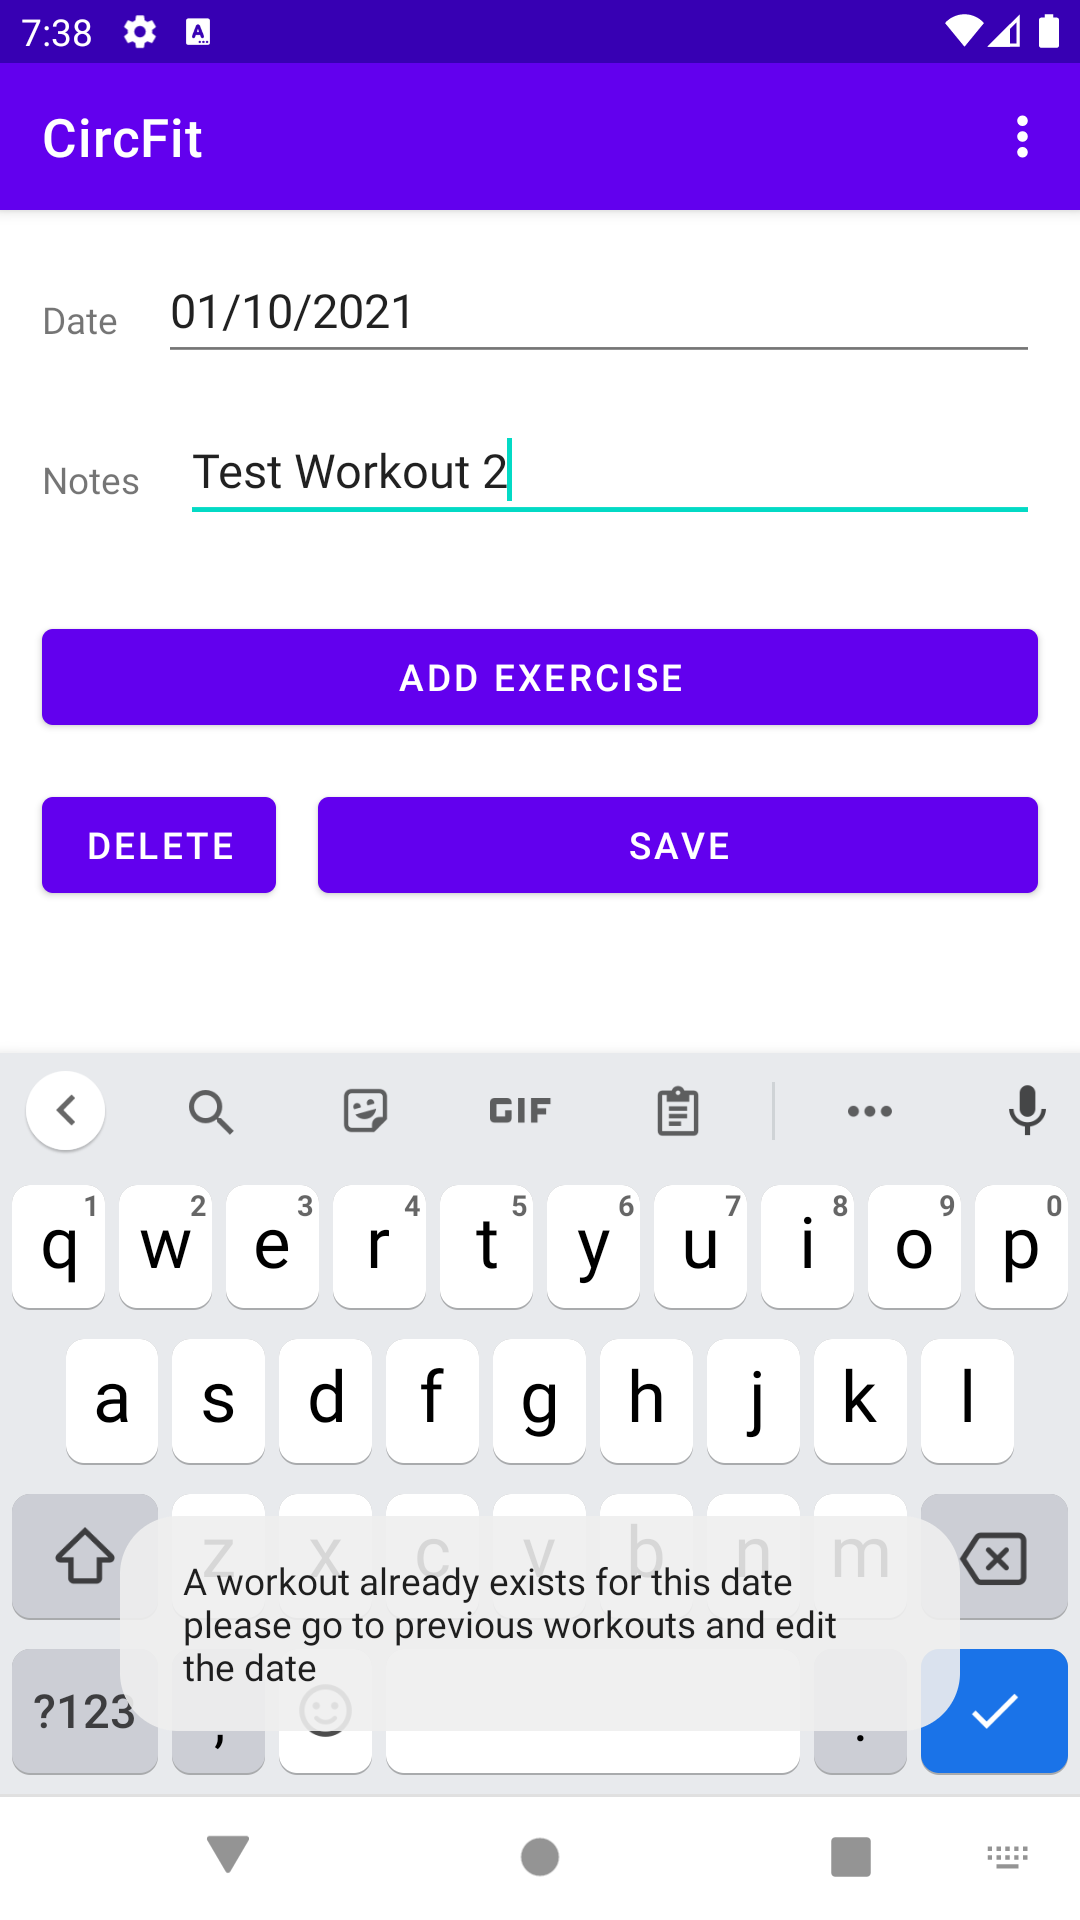 7:38
CircFit
Date 01/10/2021
Notes Test Workout 2
ADD EXERCISE
DELETE SAVE
GIF
1 2 3 4 5 6 7 8 9 0
q w e r t y u i o p
a s d f g h j k l
z x c v b n m
A workout already exists for this date
please go to previous workouts and edit
the date
?123 , .